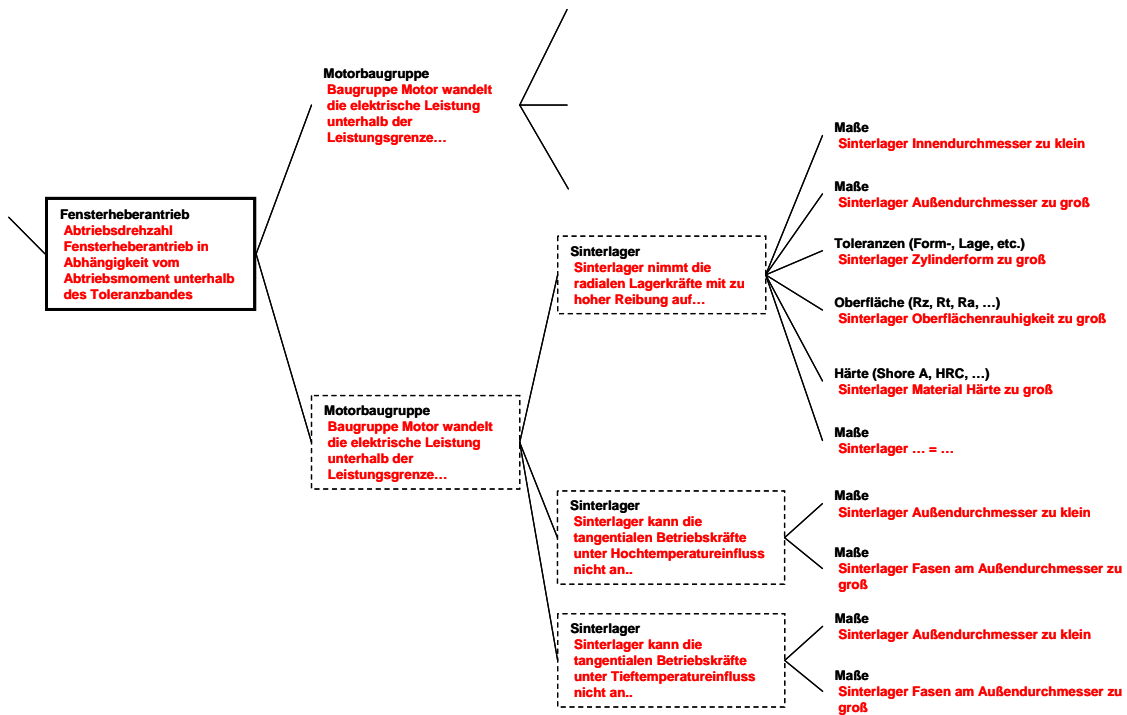 Fensterheberantrieb
Abtriebsdrehzahl
Fensterheberantrieb in
Abhängigkeit vom
Abtriebsmoment unterhalb
des Toleranzbandes
Motorbaugruppe
Baugruppe Motor wandelt
die elektrische Leistung
unterhalb der
Leistungsgrenze…
Motorbaugruppe
Baugruppe Motor wandelt
die elektrische Leistung
unterhalb der
Leistungsgrenze…
Sinterlager
Sinterlager nimmt die
radialen Lagerkräfte mit zu
hoher Reibung auf…
Sinterlager
Sinterlager kann die
tangentialen Betriebskräfte
unter Hochtemperatureinfluss
nicht an..
Sinterlager
Sinterlager kann die
tangentialen Betriebskräfte
unter Tieftemperatureinfluss
nicht an..
Maße
Sinterlager Innendurchmesser zu klein
Maße
Sinterlager Außendurchmesser zu groß
Toleranzen (Form-, Lage, etc.)
Sinterlager Zylinderform zu groß
Oberfläche (Rz, Rt, Ra, …)
Sinterlager Oberflächenrauhigkeit zu groß
Härte (Shore A, HRC, …)
Sinterlager Material Härte zu groß
Maße
Sinterlager … = …
Maße
Sinterlager Außendurchmesser zu klein
Maße
Sinterlager Fasen am Außendurchmesser zu
groß
Maße
Sinterlager Außendurchmesser zu klein
Maße
Sinterlager Fasen am Außendurchmesser zu
groß